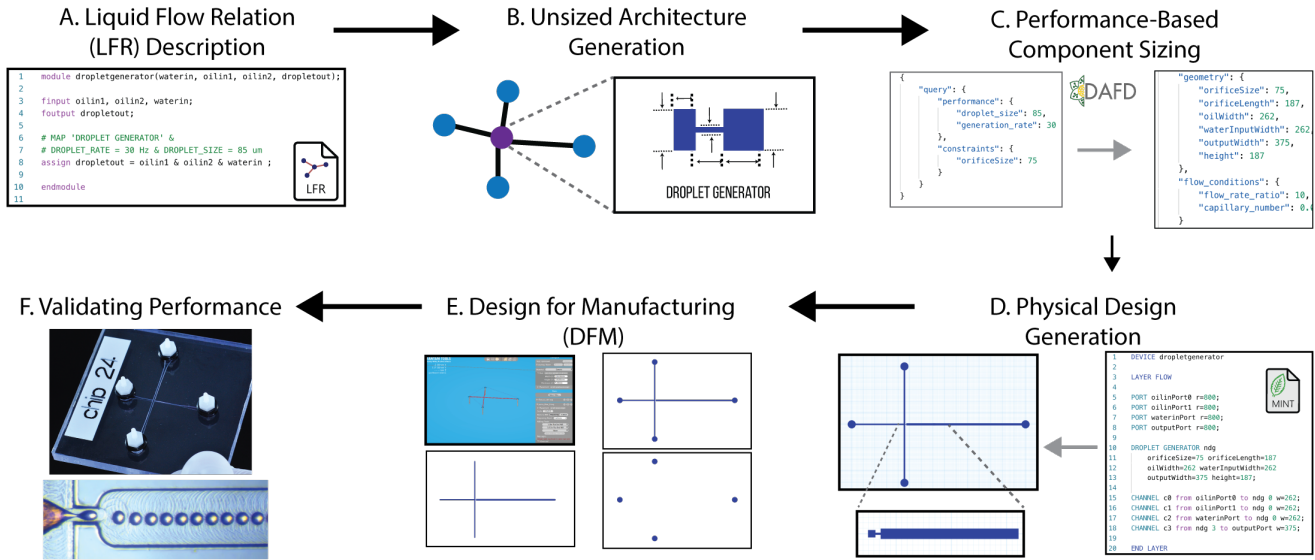 A. Liquid Flow Relation
(LFR) Description
1 module dropletgenerator(waterin, oilin1, oilin2, dropletout);
2
3 finput oilin1, oilin2, waterin;
4 foutput dropletout;
5
6 # MAP 'DROPLET GENERATOR' &
7 # DROPLET_RATE = 30 Hz & DROPLET_SIZE = 85 um
8 assign dropletout = oilin1 & oilin2 & waterin ;
9
10 endmodule
11
LFR
B. Unsized Architecture
Generation
DROPLET GENERATOR
C. Performance-Based
Component Sizing
{
"query": {
"performance": {
"droplet_size": 85,
"generation_rate": 30
},
"constraints": {
"orificeSize": 75
}
}
}
DAFD
"geometry": {
"orificeSize": 75,
"orificeLength": 187,
"oilWidth": 262,
"waterInputWidth": 262,
"outputWidth": 375,
"height": 187
},
"flow_conditions": {
"flow_rate_ratio": 10,
"capillary_number": 0.0
}
D. Physical Design
Generation
1 DEVICE dropletgenerator
2
3 LAYER FLOW
4
5 PORT oilinPort0 r=800;
6 PORT oilinPort1 r=800;
7 PORT waterinPort r=800;
8 PORT outputPort r=800;
9
10 DROPLET GENERATOR ndg
11 orificeSize=75 orificeLength=187
12 oilWidth=262 waterInputWidth=262
13 outputWidth=375 height=187;
14
15 CHANNEL c0 from oilinPort0 to ndg 0 w=262;
16 CHANNEL c1 from oilinPort1 to ndg 0 w=262;
17 CHANNEL c2 from waterinPort to ndg 0 w=262;
18 CHANNEL c3 from ndg 3 to outputPort w=375;
19
20 END LAYER
MINT
E. Design for Manufacturing
(DFM)
F. Validating Performance
chip 24.